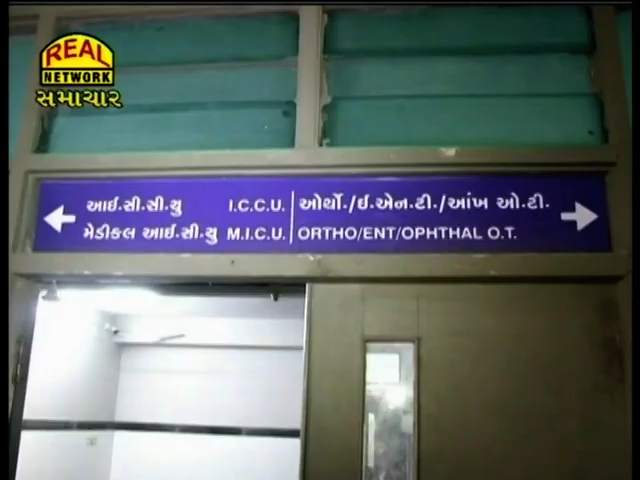 REAL
NETWORK
સમાચાર
આઈ.સી.સી.યુ I.C.C.U. ઓર્થો./ઈ.એન.ટી./આંખ ઓ.ટી.
મેડીકલ આઈ.સી.યુ M.I.C.U. ORTHO/ENT/OPHTHAL O.T.